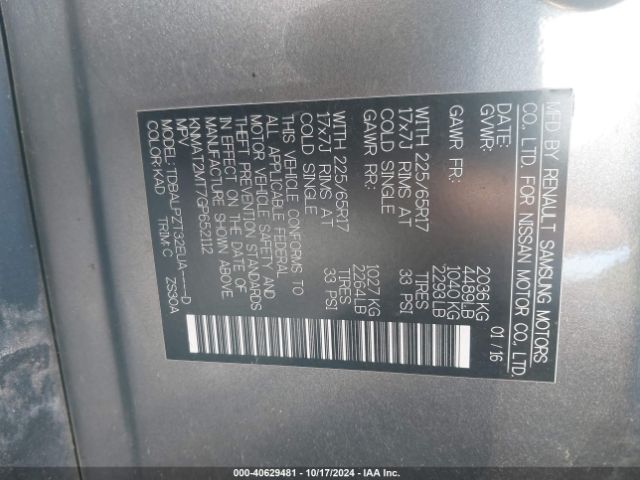 MFD BY RENAULT SAMSUNG MOTORS
CO., LTD. FOR NISSAN MOTOR CO., LTD.
DATE: 01/16
GVWR: 2036KG 4489LB
GAWR FR: 1040KG 2293LB
WITH 225/65R17 TIRES
17x7J RIMS AT 33 PSI
COLD SINGLE
GAWR RR: 1027KG 2264LB
WITH 225/65R17 TIRES
17x7J RIMS AT 33 PSI
COLD SINGLE
THIS VEHICLE CONFORMS TO
ALL APPLICABLE FEDERAL
MOTOR VEHICLE SAFETY AND
THEFT PREVENTION STANDARDS
IN EFFECT ON THE DATE OF
MANUFACTURE SHOWN ABOVE.
KNMAT2MT7GP652112
MPV
MODEL: TDBALPZT32EUA-----D
COLOR:KAD TRIM:C 2S30A
000-40629481 - 10/17/2024 - IAA Inc.